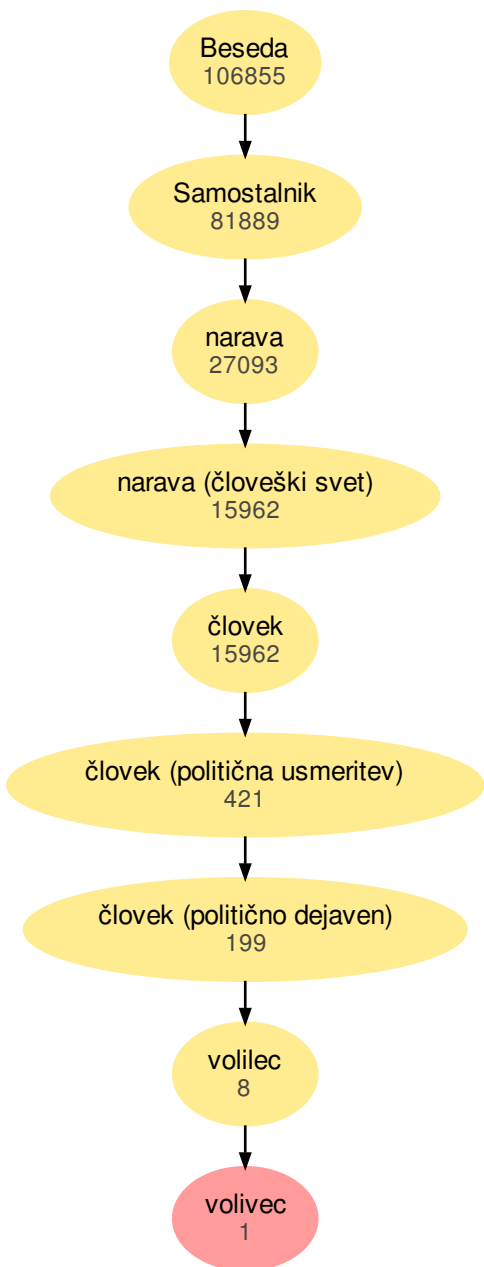 Beseda
106855
Samostalnik
81889
narava
27093
narava (človeški svet)
15962
človek
15962
človek (politična usmeritev)
421
človek (politično dejaven)
199
volilec
8
volivec
1